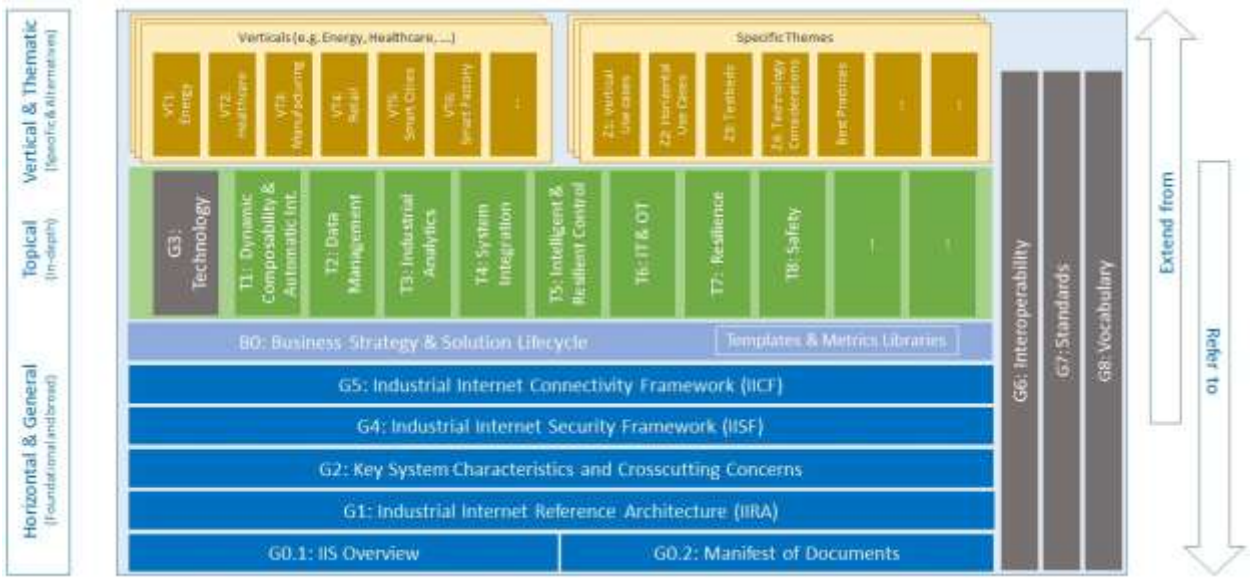 Vertical & Thematic
(Specific & Alternatives)
Topical
(In-depth)
Horizontal & General
(Foundational and broad)
Verticals (e.g. Energy, Healthcare, ...)
VT1:
Energy
VT2:
Healthcare
VT3:
Manufacturing
VT4:
Retail
VT5:
Smart Cities
VT6:
Smart Factory
...
Specific Themes
Z1: Vertical
Use cases
Z2: Horizontal
Use Cases
Z3: Testbeds
Z4: Technology
Considerations
Best Practices
...
...
G3:
Technology
T1: Dynamic
Composability &
Automatic Int.
T2: Data
Management
T3: Industrial
Analytics
T4: System
Integration
T5: Intelligent &
Resilient Control
T6: IT & OT
T7: Resilience
T8: Safety
...
...
B0: Business Strategy & Solution Lifecycle
Templates & Metrics Libraries
G5: Industrial Internet Connectivity Framework (IICF)
G4: Industrial Internet Security Framework (IISF)
G2: Key System Characteristics and Crosscutting Concerns
G1: Industrial Internet Reference Architecture (IIRA)
G0.1: IIS Overview
G0.2: Manifest of Documents
G6: Interoperability
G7: Standards
G8: Vocabulary
Extend from
Refer to